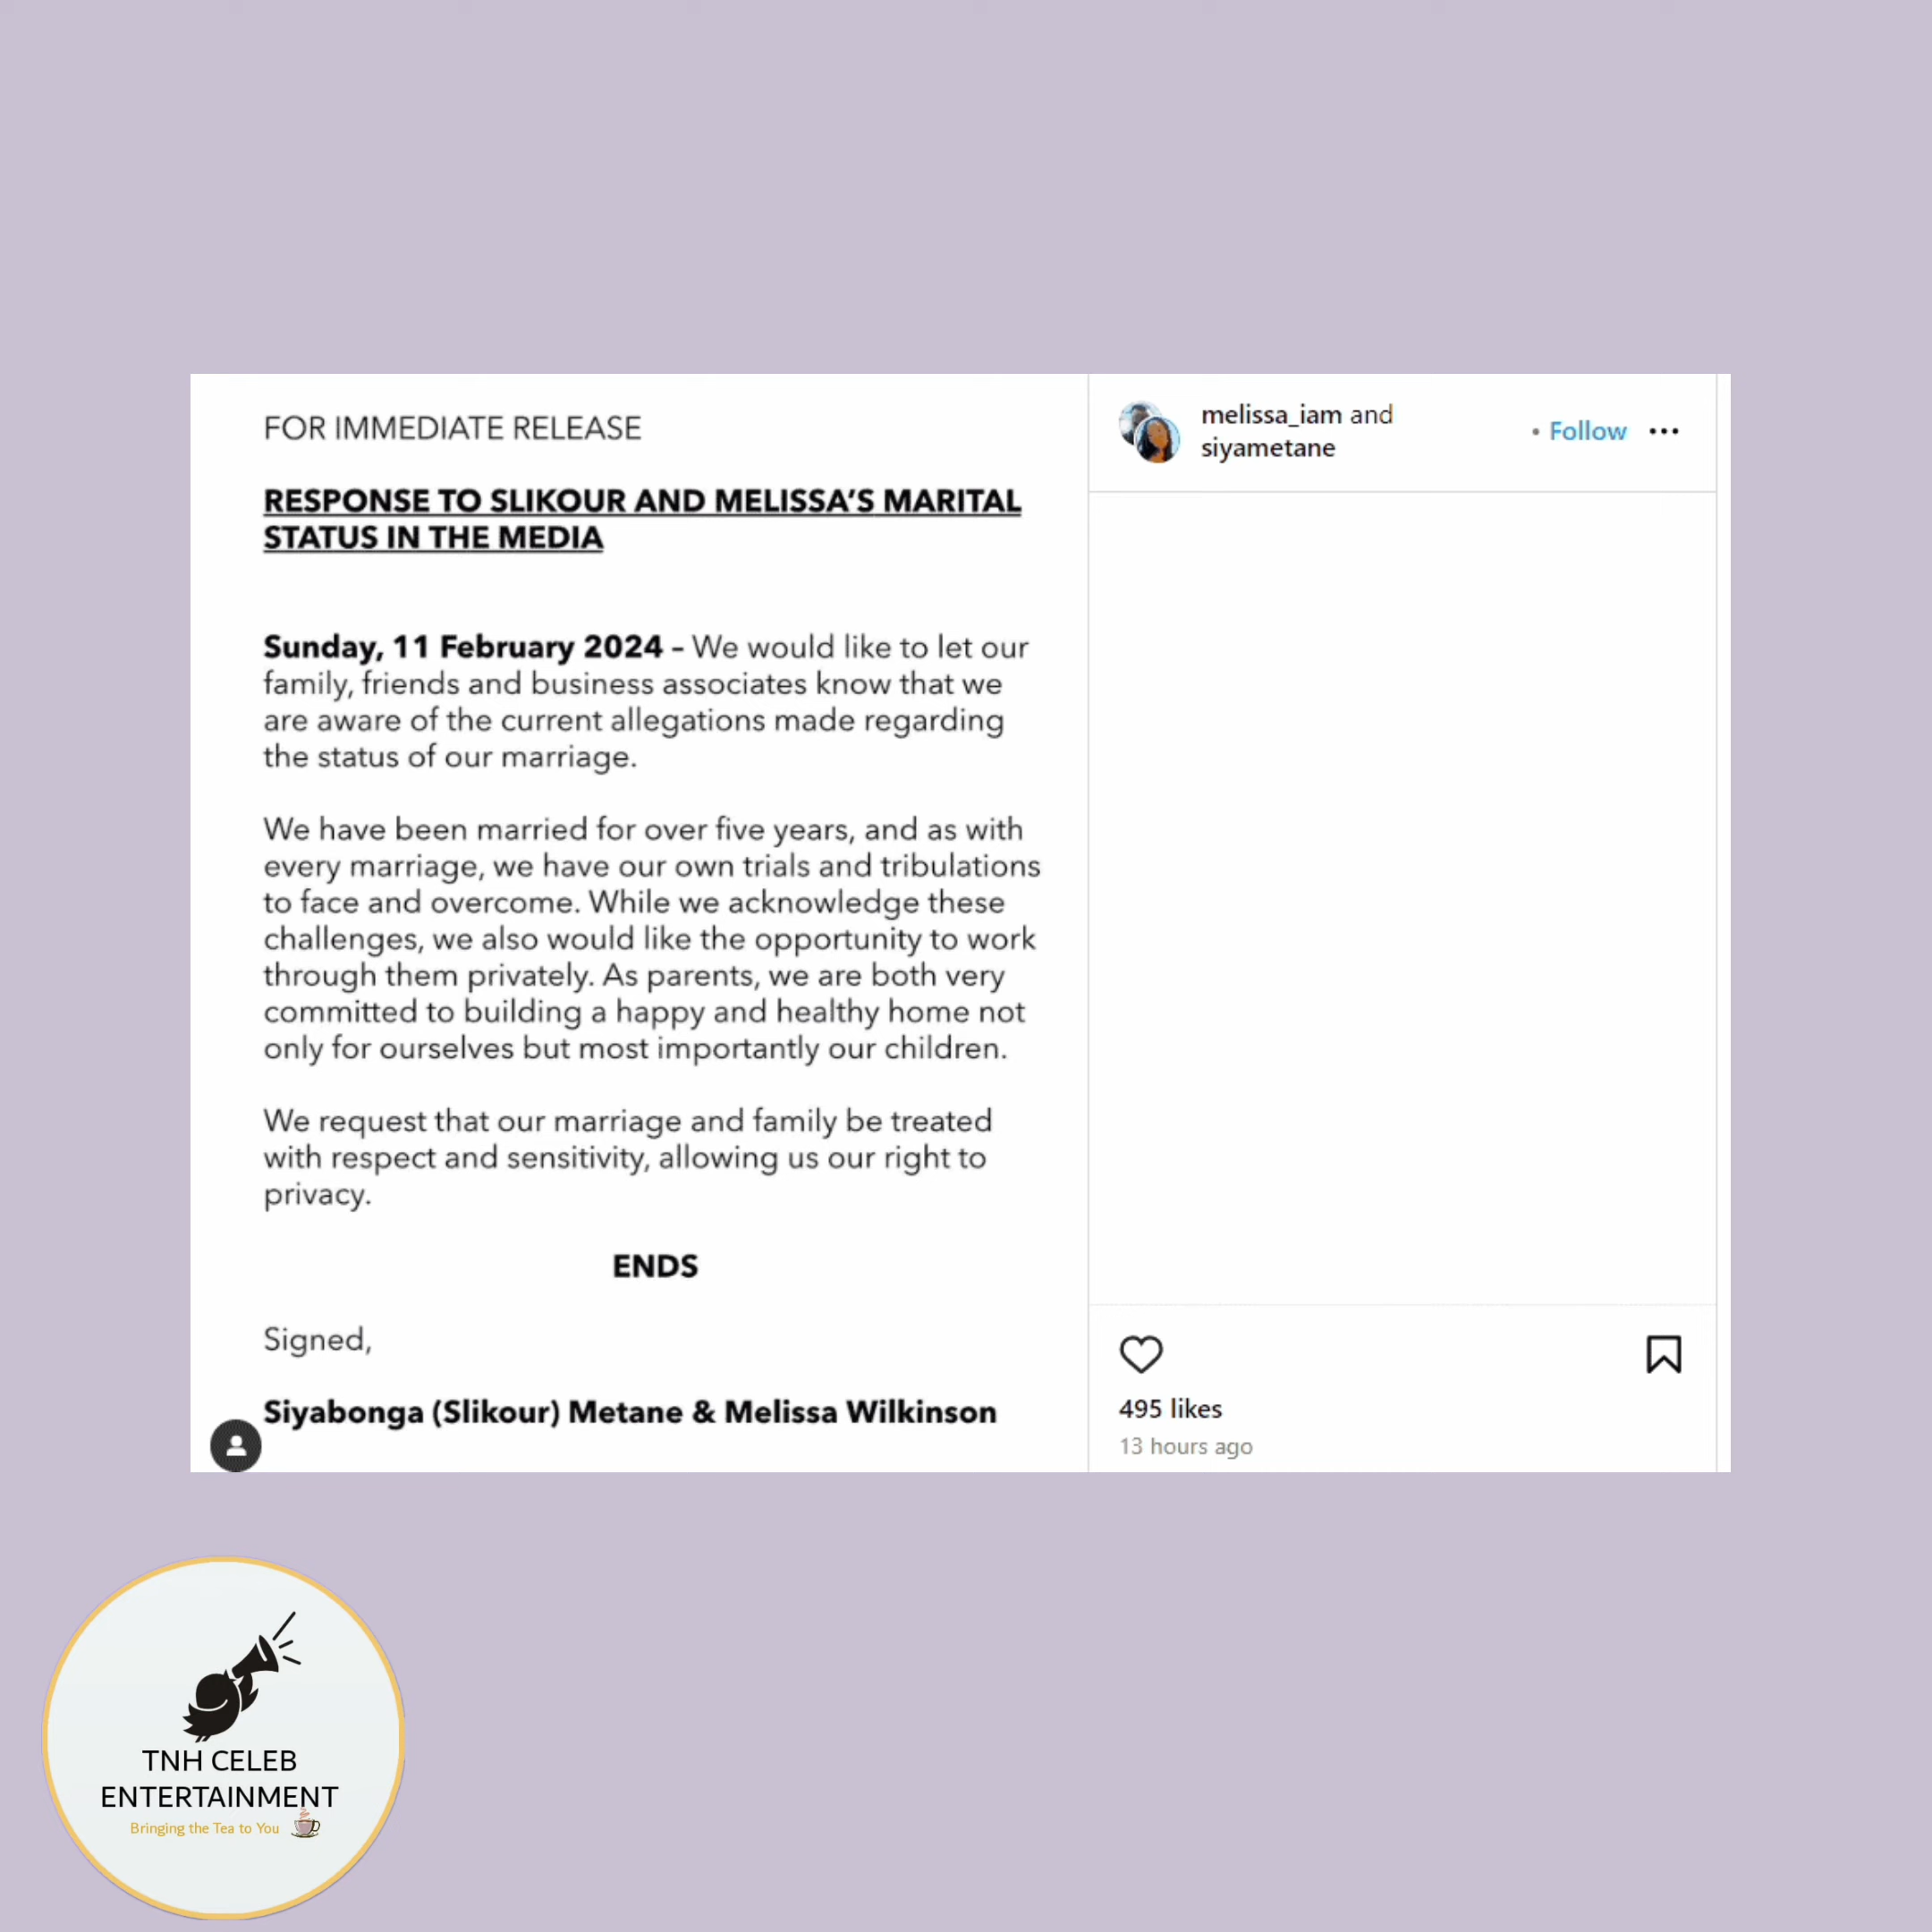 FOR IMMEDIATE RELEASE
RESPONSE TO SLIKOUR AND MELISSA'S MARITAL
STATUS IN THE MEDIA
Sunday, 11 February 2024 – We would like to let our
family, friends and business associates know that we
are aware of the current allegations made regarding
the status of our marriage.
We have been married for over five years, and as with
every marriage, we have our own trials and tribulations
to face and overcome. While we acknowledge these
challenges, we also would like the opportunity to work
through them privately. As parents, we are both very
committed to building a happy and healthy home not
only for ourselves but most importantly our children.
We request that our marriage and family be treated
with respect and sensitivity, allowing us our right to
privacy.
ENDS
Signed,
Siyabonga (Slikour) Metane & Melissa Wilkinson
melissa_iam and
siyametane
• Follow
495 likes
13 hours ago
TNH CELEB
ENTERTAINMENT
Bringing the Tea to You